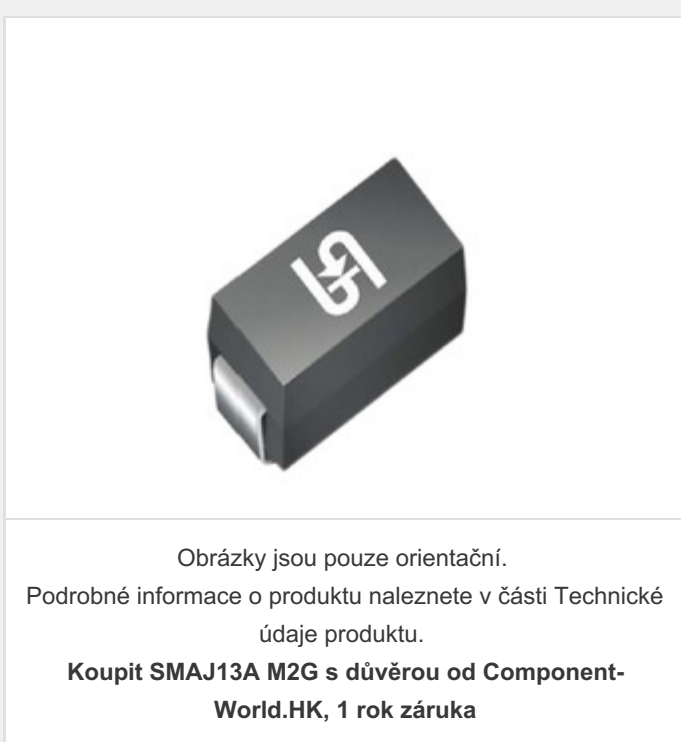 Obrázky jsou pouze orientační.
Podrobné informace o produktu naleznete v části Technické
údaje produktu.
Koupit SMAJ13A M2G s důvěrou od Component-
World.HK, 1 rok záruka